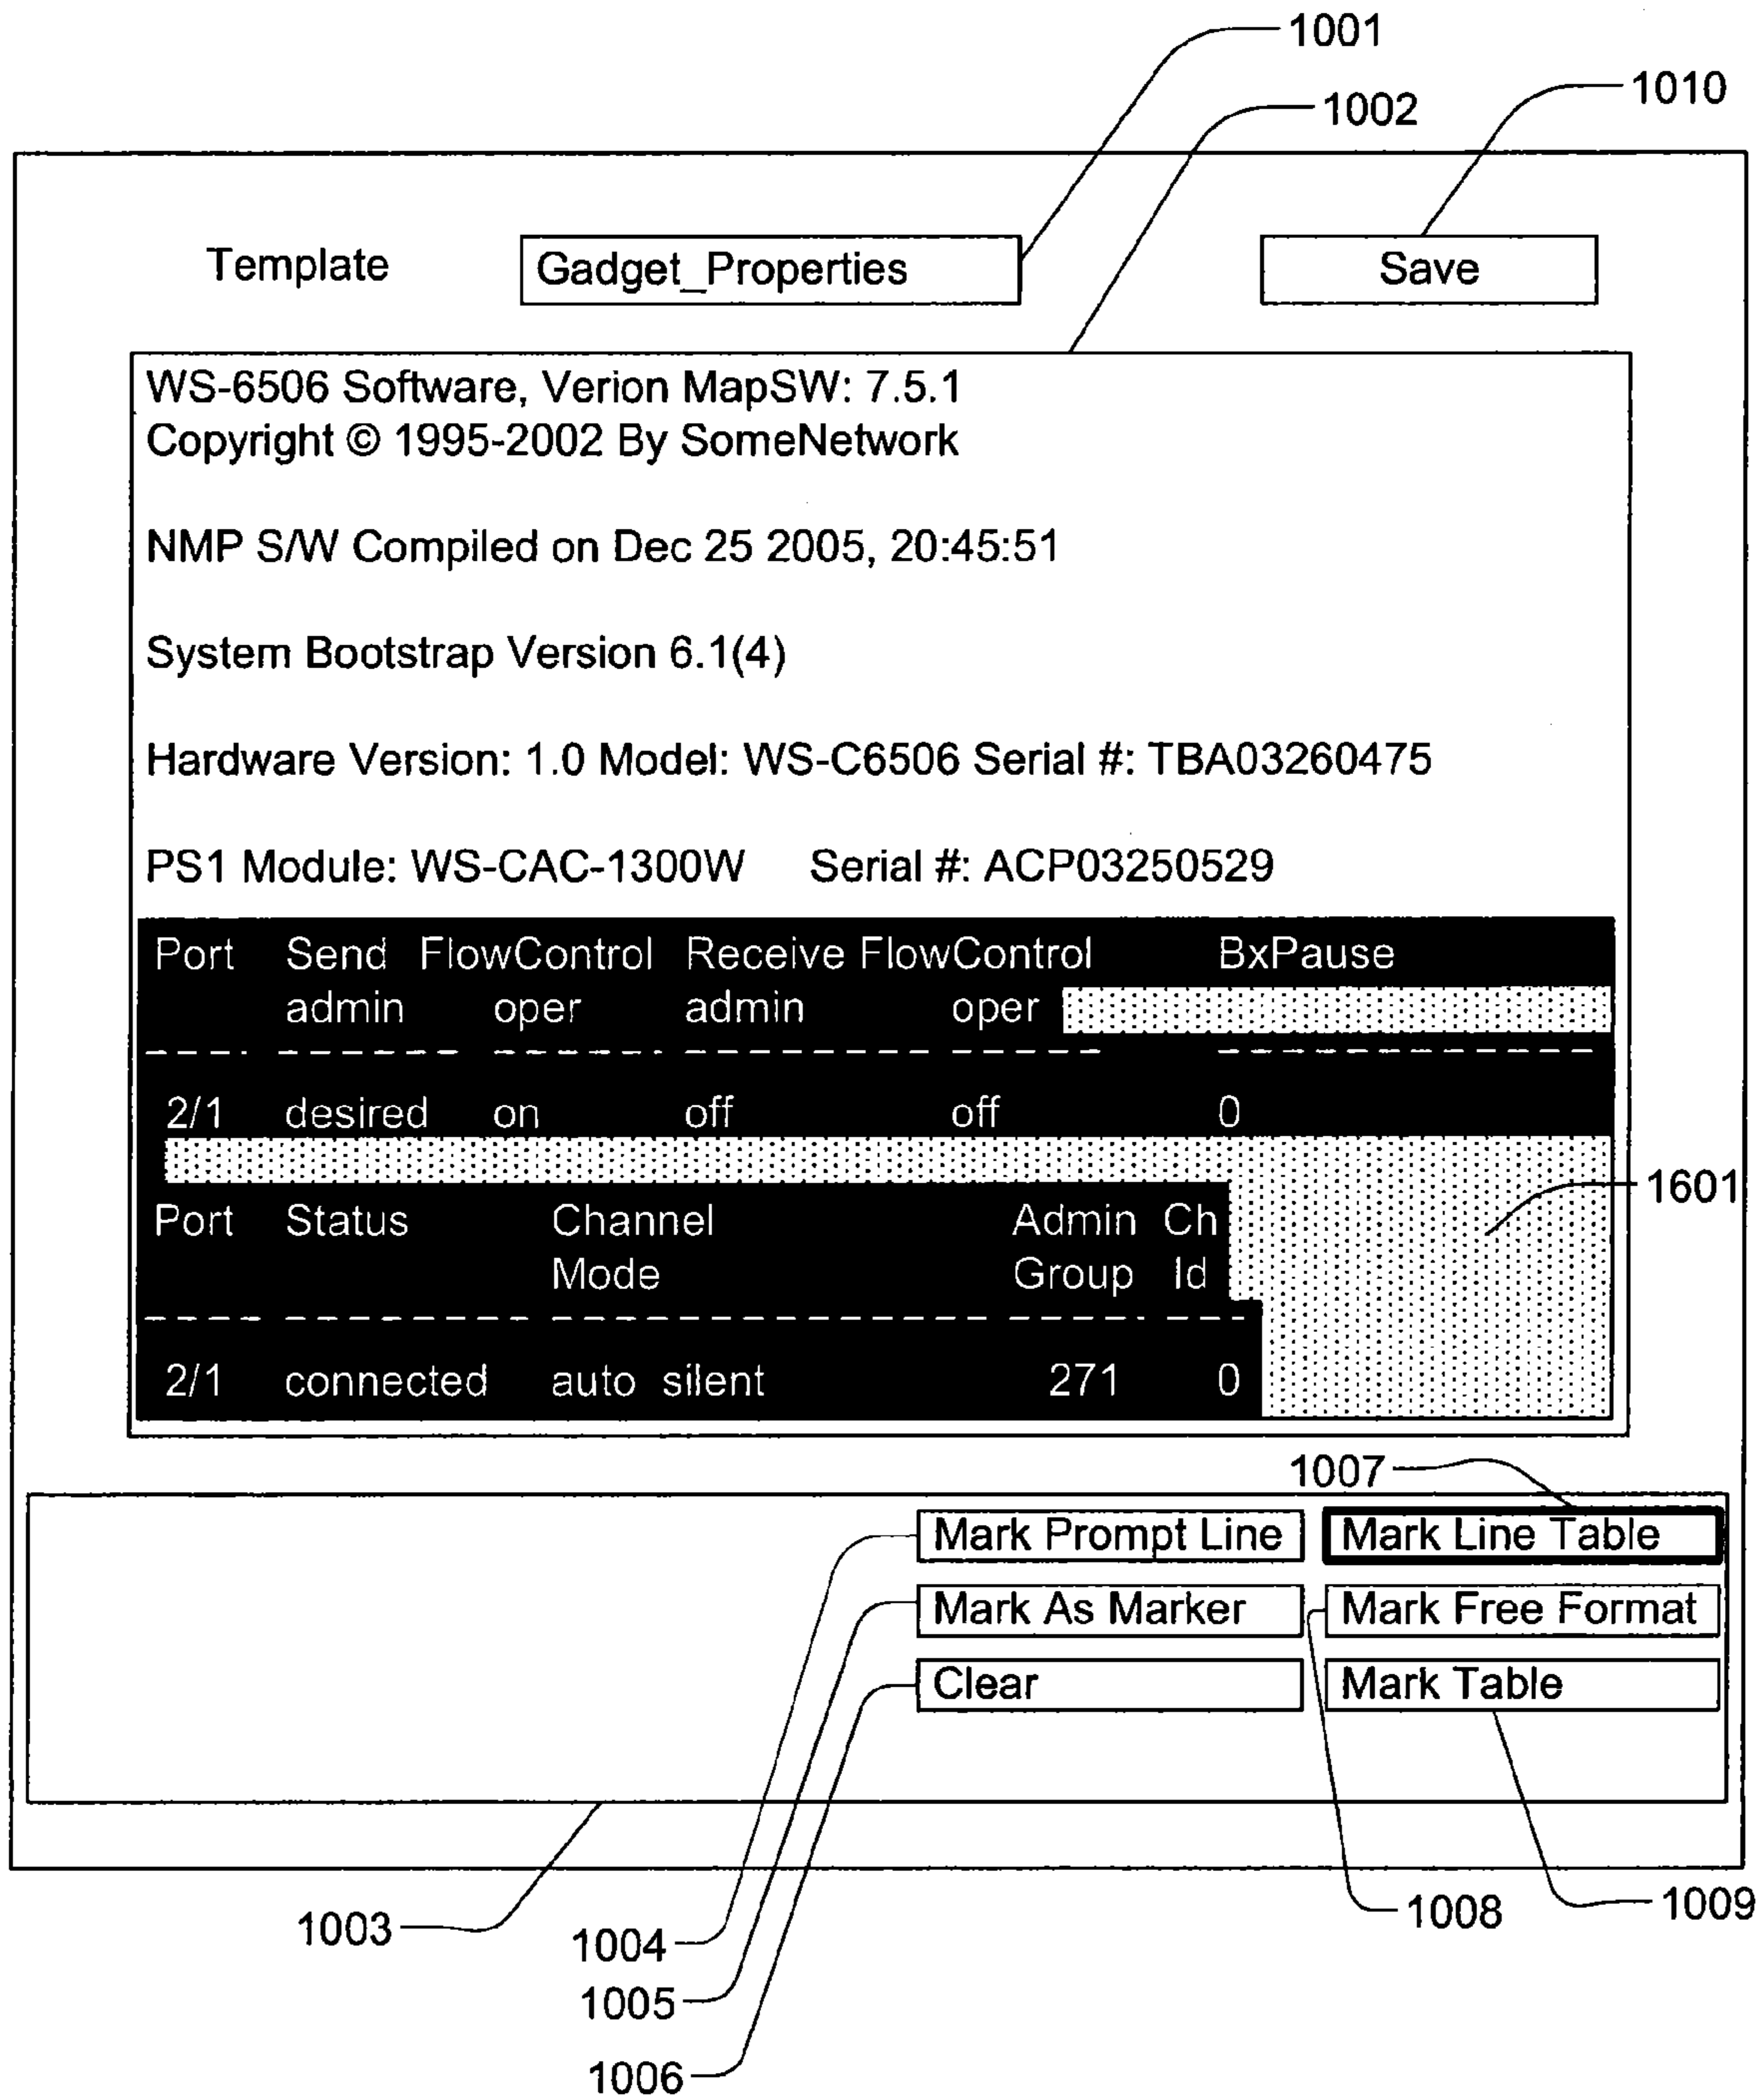 1001
1010
1002
Template Gadget_Properties Save
WS-6506 Software, Verion MapSW: 7.5.1
Copyright © 1995-2002 By SomeNetwork
NMP S/W Compiled on Dec 25 2005, 20:45:51
System Bootstrap Version 6.1(4)
Hardware Version: 1.0 Model: WS-C6506 Serial #: TBA03260475
PS1 Module: WS-CAC-1300W Serial #: ACP03250529
Port Send FlowControl Receive FlowControl BxPause
admin oper admin oper
2/1 desired on off off 0
1601
Port Status Channel Admin Ch
Mode Group Id
2/1 connected auto silent 271 0
1007
Mark Prompt Line Mark Line Table
Mark As Marker Mark Free Format
Clear Mark Table
1003
1004
1005
1006
1008
1009